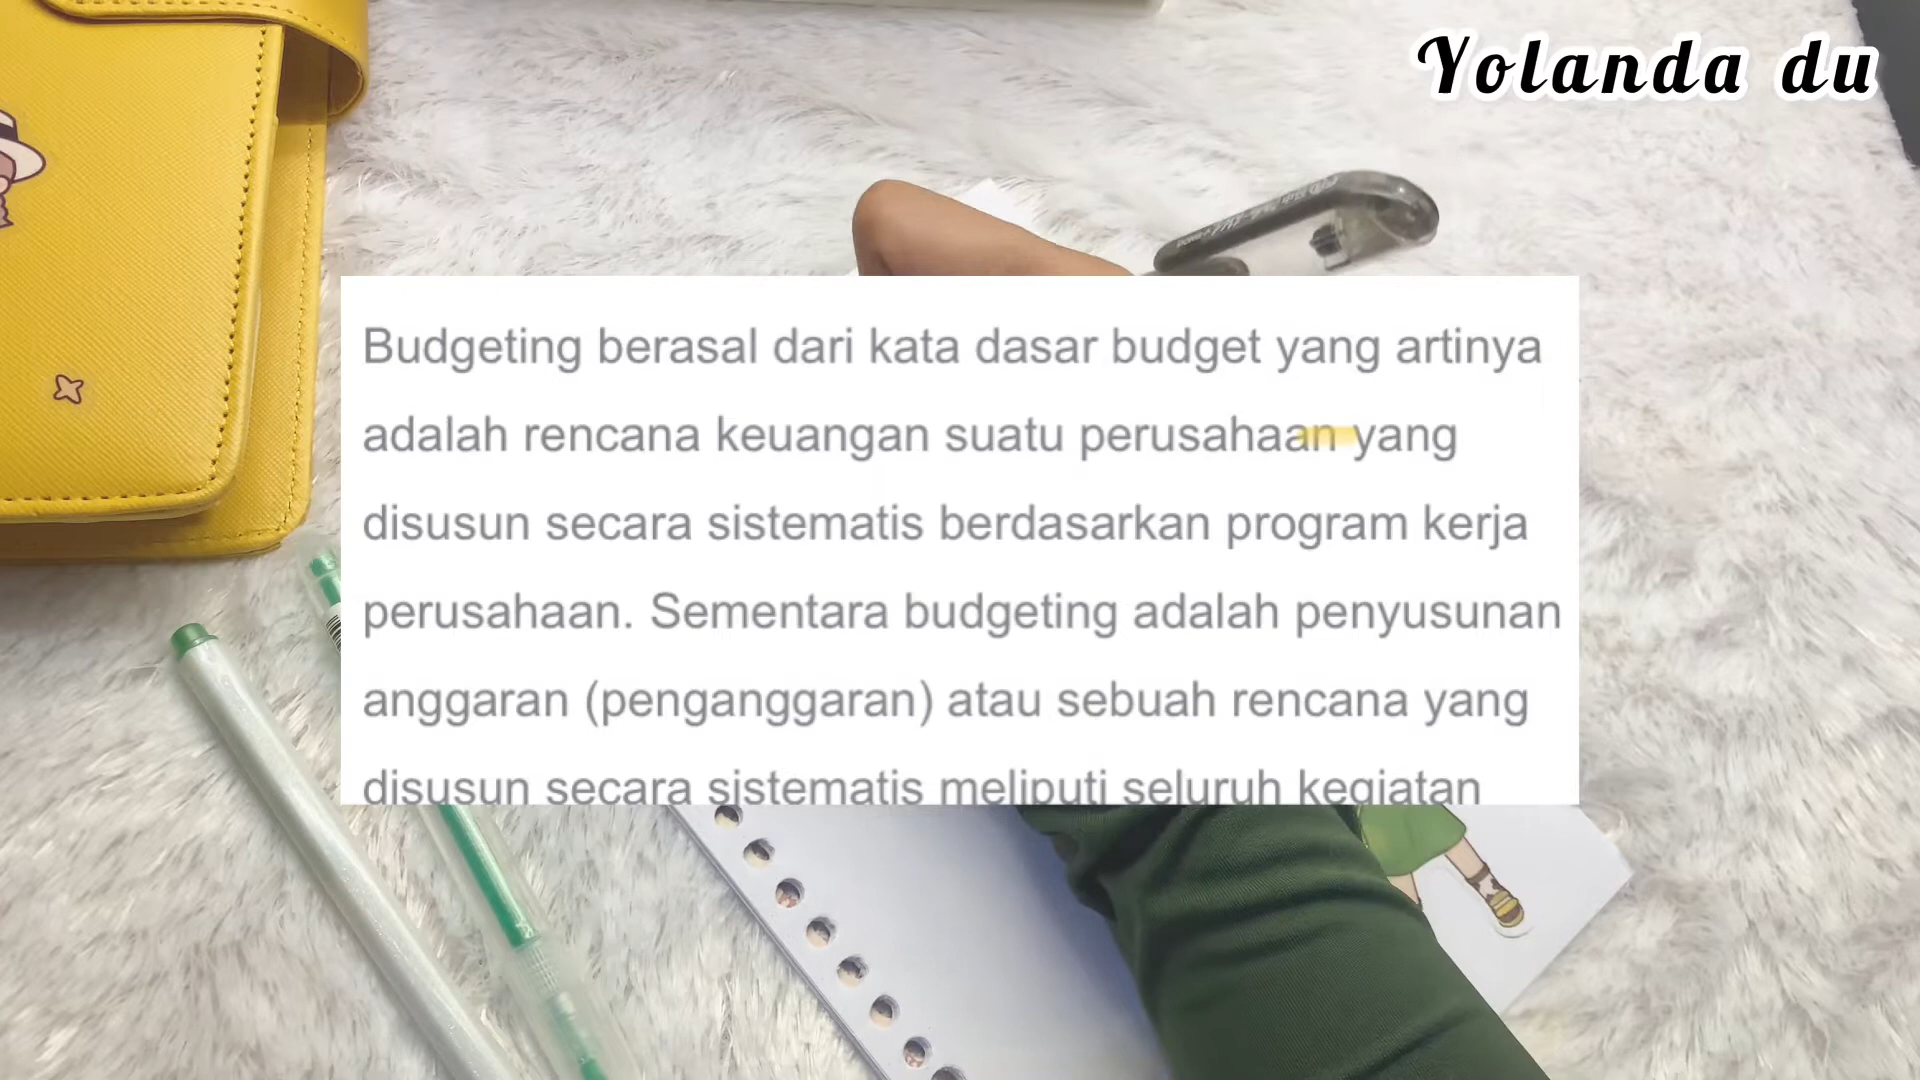 Yolanda du
Budgeting berasal dari kata dasar budget yang artinya
adalah rencana keuangan suatu perusahaan yang
disusun secara sistematis berdasarkan program kerja
perusahaan. Sementara budgeting adalah penyusunan
anggaran (penganggaran) atau sebuah rencana yang
disusun secara sistematis meliputi seluruh kegiatan